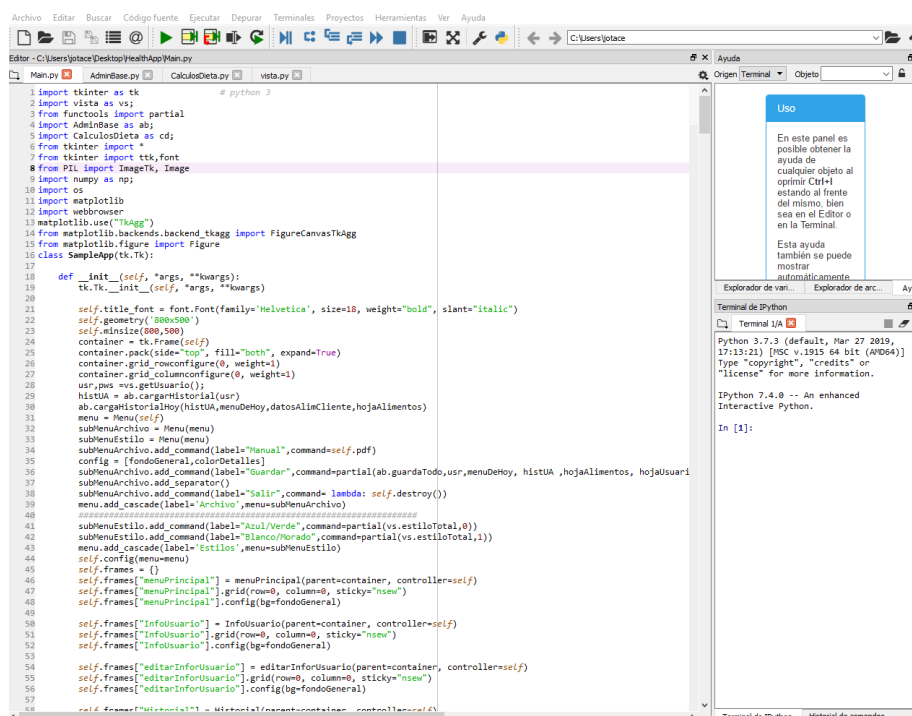 Archivo Editar Buscar Código fuente Ejecutar Depurar Terminales Proyectos Herramientas Ver Ayuda
C:\Users\jotace
Editor - C:\Users\jotace\Desktop\HealthApp\Main.py
Ayuda
Main.py AdminBase.py CalculosDieta.py vista.py
Origen Terminal Objeto
1 import tkinter as tk # python 3
2 import vista as vs;
3 from functools import partial
4 import AdminBase as ab;
5 import CalculosDieta as cd;
6 from tkinter import *
7 from tkinter import ttk,font
8 from PIL import ImageTk, Image
9 import numpy as np;
10 import os
11 import matplotlib
12 import webbrowser
13 matplotlib.use("TkAgg")
14 from matplotlib.backends.backend_tkagg import FigureCanvasTkAgg
15 from matplotlib.figure import Figure
16 class SampleApp(tk.Tk):
17
18 def __init__(self, *args, **kwargs):
19 tk.Tk.__init__(self, *args, **kwargs)
20
21 self.title_font = font.Font(family='Helvetica', size=18, weight="bold", slant="italic")
22 self.geometry('800x500')
23 self.minsize(800,500)
24 container = tk.Frame(self)
25 container.pack(side="top", fill="both", expand=True)
26 container.grid_rowconfigure(0, weight=1)
27 container.grid_columnconfigure(0, weight=1)
28 usr,pws =vs.getUsuario();
29 histUA = ab.cargarHistorial(usr)
30 ab.cargaHistorialHoy(histUA,menuDeHoy,datosAlimCliente,hojaAlimentos)
31 menu = Menu(self)
32 subMenuArchivo = Menu(menu)
33 subMenuEstilo = Menu(menu)
34 subMenuArchivo.add_command(label="Manual",command=self.pdf)
35 config = [fondoGeneral,colorDetalles]
36 subMenuArchivo.add_command(label="Guardar",command=partial(ab.guardaTodo,usr,menuDeHoy, histUA ,hojaAlimentos, hojaUsuari
37 subMenuArchivo.add_separator()
38 subMenuArchivo.add_command(label="Salir",command= lambda: self.destroy())
39 menu.add_cascade(label='Archivo',menu=subMenuArchivo)
40 ##################################################################
41 subMenuEstilo.add_command(label="Azul/Verde",command=partial(vs.estiloTotal,0))
42 subMenuEstilo.add_command(label="Blanco/Morado",command=partial(vs.estiloTotal,1))
43 menu.add_cascade(label='Estilos',menu=subMenuEstilo)
44 self.config(menu=menu)
45 self.frames = {}
46 self.frames["menuPrincipal"] = menuPrincipal(parent=container, controller=self)
47 self.frames["menuPrincipal"].grid(row=0, column=0, sticky="nsew")
48 self.frames["menuPrincipal"].config(bg=fondoGeneral)
49
50 self.frames["InfoUsuario"] = InfoUsuario(parent=container, controller=self)
51 self.frames["InfoUsuario"].grid(row=0, column=0, sticky="nsew")
52 self.frames["InfoUsuario"].config(bg=fondoGeneral)
53
54 self.frames["editarInforUsuario"] = editarInforUsuario(parent=container, controller=self)
55 self.frames["editarInforUsuario"].grid(row=0, column=0, sticky="nsew")
56 self.frames["editarInforUsuario"].config(bg=fondoGeneral)
57
58 self.frames["Historial"] = Historial(parent=container, controller=self)
Uso
En este panel es
posible obtener la
ayuda de
cualquier objeto al
oprimir Ctrl+I
estando al frente
del mismo, bien
sea en el Editor o
en la Terminal.
Esta ayuda
también se puede
mostrar
automáticamente
Explorador de vari... Explorador de arc... Ay
Terminal de IPython
Terminal 1/A
Python 3.7.3 (default, Mar 27 2019,
17:13:21) [MSC v.1915 64 bit (AMD64)]
Type "copyright", "credits" or
"license" for more information.
IPython 7.4.0 -- An enhanced
Interactive Python.
In [1]:
Terminal de IPython Historial de comandos